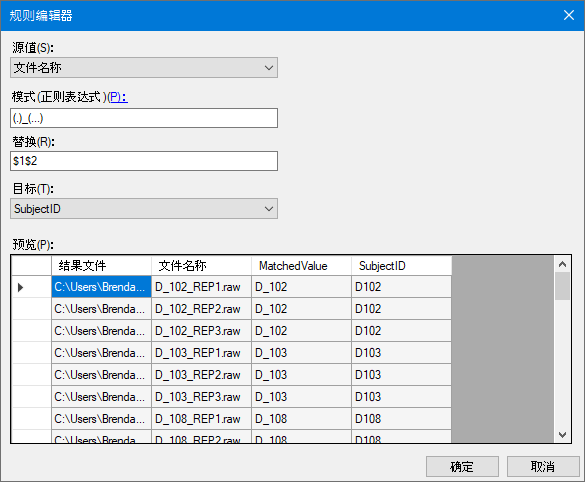 规则编辑器
源值(S):
文件名称
模式(正则表达式)(P):
(.)_(...)
替换(R):
$1$2
目标(T):
SubjectID
预览(P):
结果文件 文件名称 MatchedValue SubjectID
C:\Users\Brenda... D_102_REP1.raw D_102 D102
C:\Users\Brenda... D_102_REP2.raw D_102 D102
C:\Users\Brenda... D_102_REP3.raw D_102 D102
C:\Users\Brenda... D_103_REP1.raw D_103 D103
C:\Users\Brenda... D_103_REP2.raw D_103 D103
C:\Users\Brenda... D_103_REP3.raw D_103 D103
C:\Users\Brenda... D_108_REP1.raw D_108 D108
C:\Users\Brenda... D_108_REP2.raw D_108 D108
确定 取消